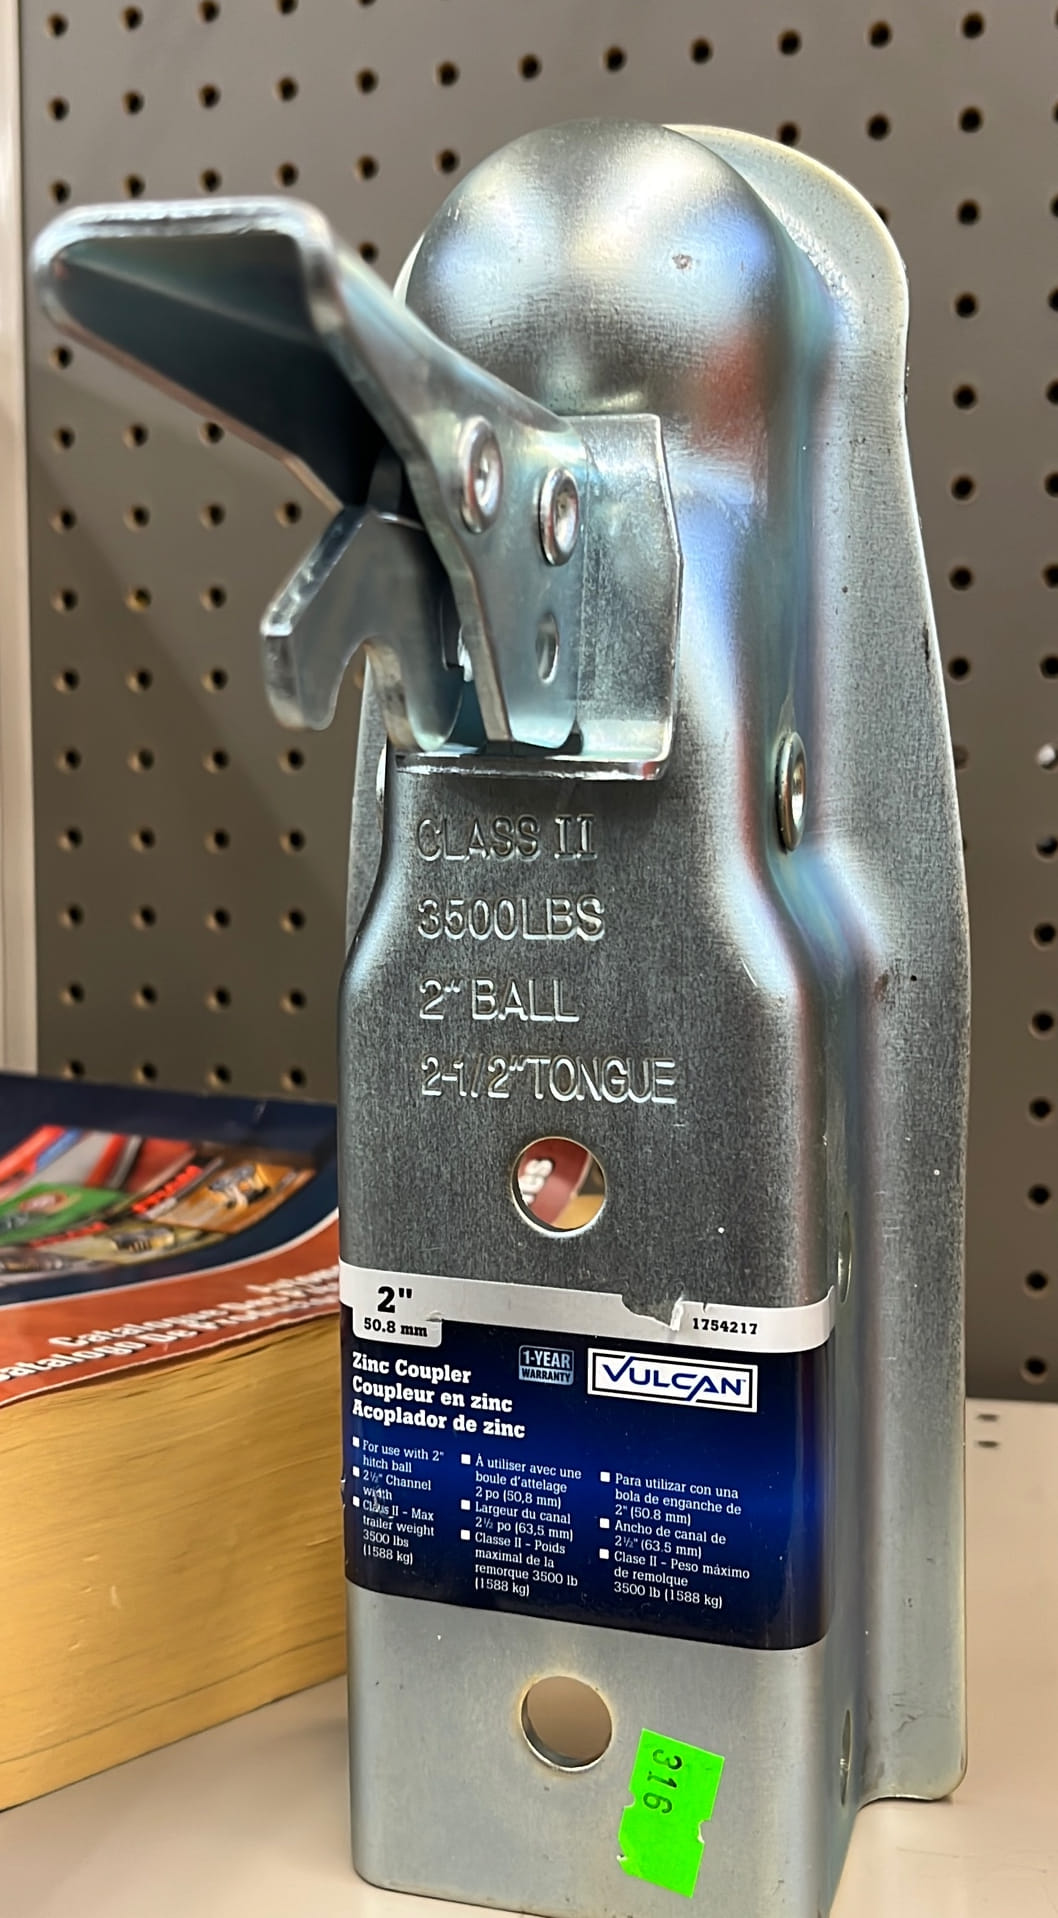 CLASS II
3500LBS
2" BALL
2-1/2" TONGUE
2"
50.8 mm
1754217
Zinc Coupler
Coupleur en zinc
Acoplador de zinc
1-YEAR
WARRANTY
VULCAN
For use with 2"
hitch ball
2½" Channel
width
Class II – Max
trailer weight
3500 lbs
(1588 kg)
À utiliser avec une
boule d'attelage
2 po (50,8 mm)
Largeur du canal
2½ po (63,5 mm)
Classe II – Poids
maximal de la
remorque 3500 lb
(1588 kg)
Para utilizar con una
bola de enganche de
2" (50.8 mm)
Ancho de canal de
2½" (63.5 mm)
Clase II – Peso máximo
de remolque
3500 lb (1588 kg)
316